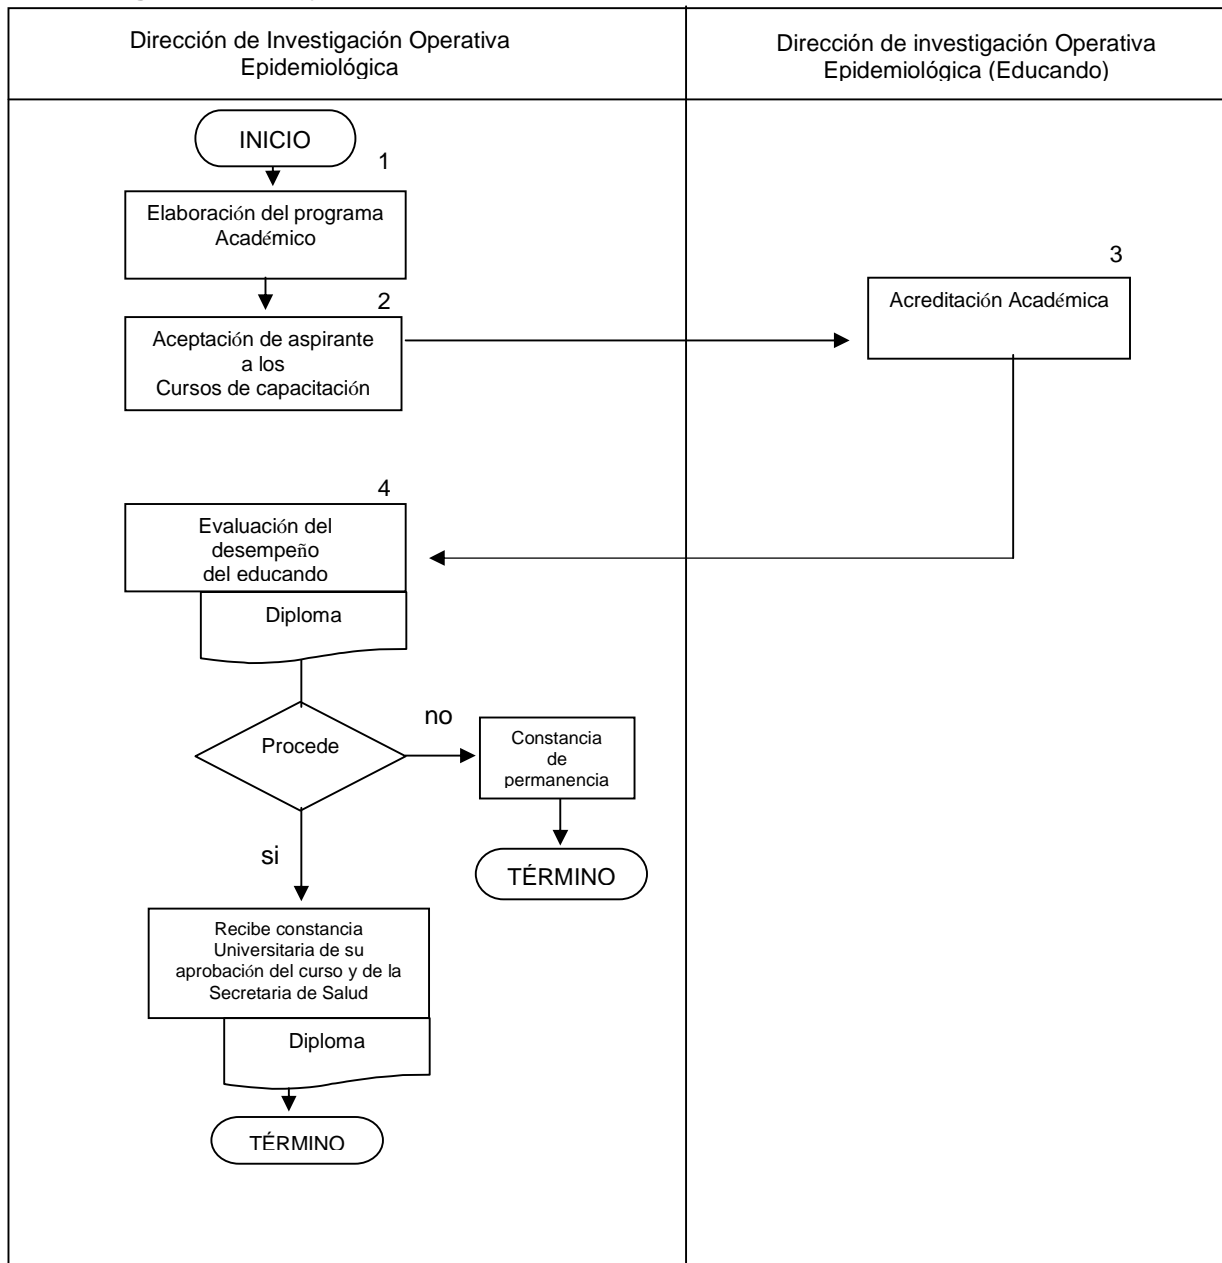 Dirección de Investigación Operativa
Epidemiológica
Dirección de investigación Operativa
Epidemiológica (Educando)
INICIO
1
Elaboración del programa
Académico
2
Aceptación de aspirante
a los
Cursos de capacitación
3
Acreditación Académica
4
Evaluación del
desempeño
del educando
Diploma
Procede
no
Constancia
de
permanencia
TÉRMINO
si
Recibe constancia
Universitaria de su
aprobación del curso y de la
Secretaria de Salud
Diploma
TÉRMINO